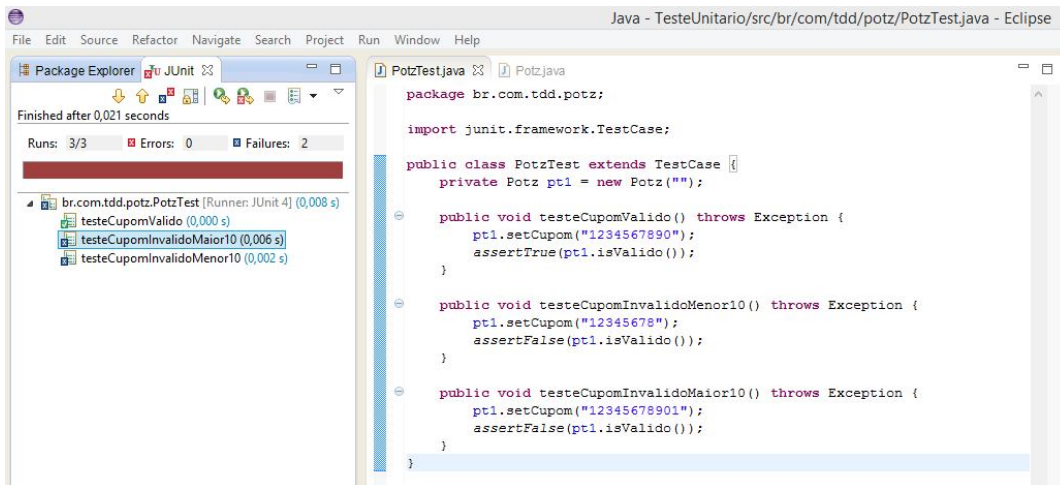 Java - TesteUnitario/src/br/com/tdd/potz/PotzTest.java - Eclipse
File Edit Source Refactor Navigate Search Project Run Window Help
Package Explorer JUnit
Finished after 0,021 seconds
Runs: 3/3 Errors: 0 Failures: 2
br.com.tdd.potz.PotzTest [Runner: JUnit 4] (0,008 s)
testeCupomValido (0,000 s)
testeCupomInvalidoMaior10 (0,006 s)
testeCupomInvalidoMenor10 (0,002 s)
PotzTest.java Potz.java
package br.com.tdd.potz;
import junit.framework.TestCase;
public class PotzTest extends TestCase {
private Potz pt1 = new Potz("");
public void testeCupomValido() throws Exception {
pt1.setCupom("1234567890");
assertTrue(pt1.isValido());
}
public void testeCupomInvalidoMenor10() throws Exception {
pt1.setCupom("12345678");
assertFalse(pt1.isValido());
}
public void testeCupomInvalidoMaior10() throws Exception {
pt1.setCupom("12345678901");
assertFalse(pt1.isValido());
}
}